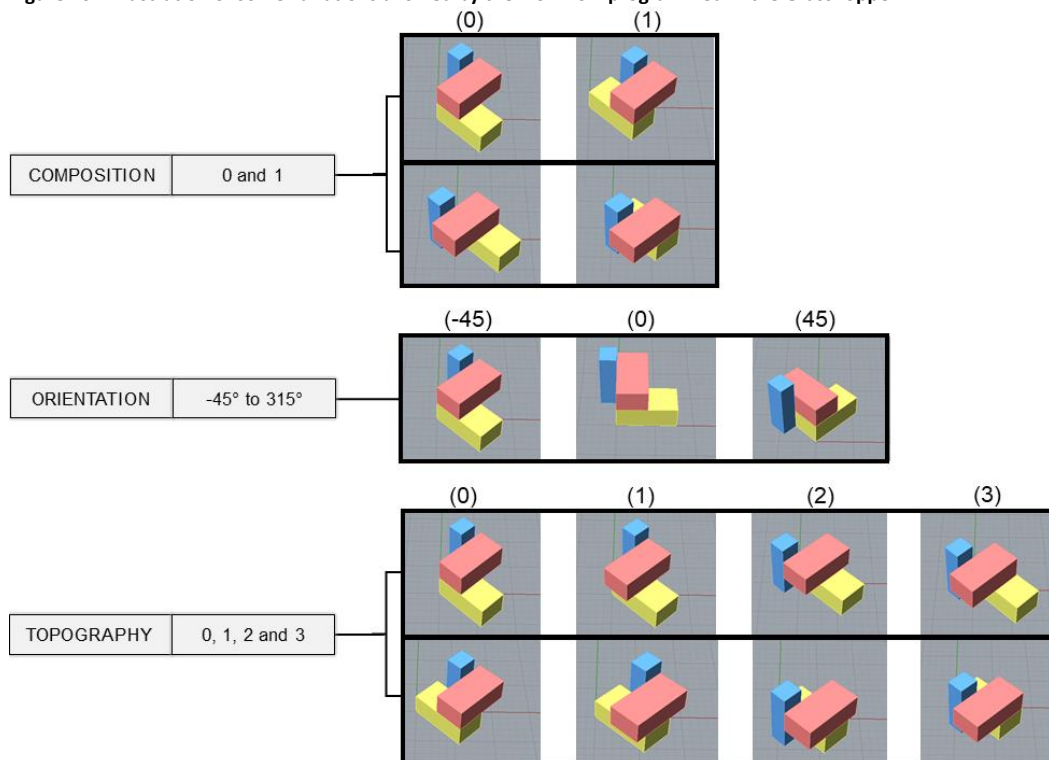 (0) (1)
COMPOSITION 0 and 1
(-45) (0) (45)
ORIENTATION -45° to 315°
(0) (1) (2) (3)
TOPOGRAPHY 0, 1, 2 and 3